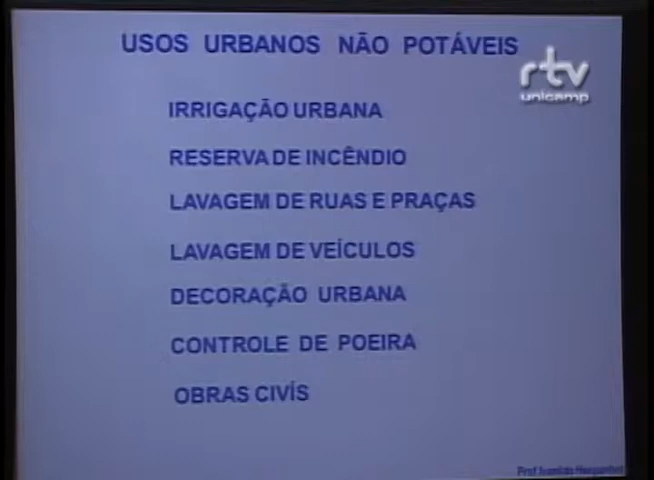 USOS URBANOS NÃO POTÁVEIS
rtv
unicamp
IRRIGAÇÃO URBANA
RESERVA DE INCÊNDIO
LAVAGEM DE RUAS E PRAÇAS
LAVAGEM DE VEÍCULOS
DECORAÇÃO URBANA
CONTROLE DE POEIRA
OBRAS CIVÍS
Prof